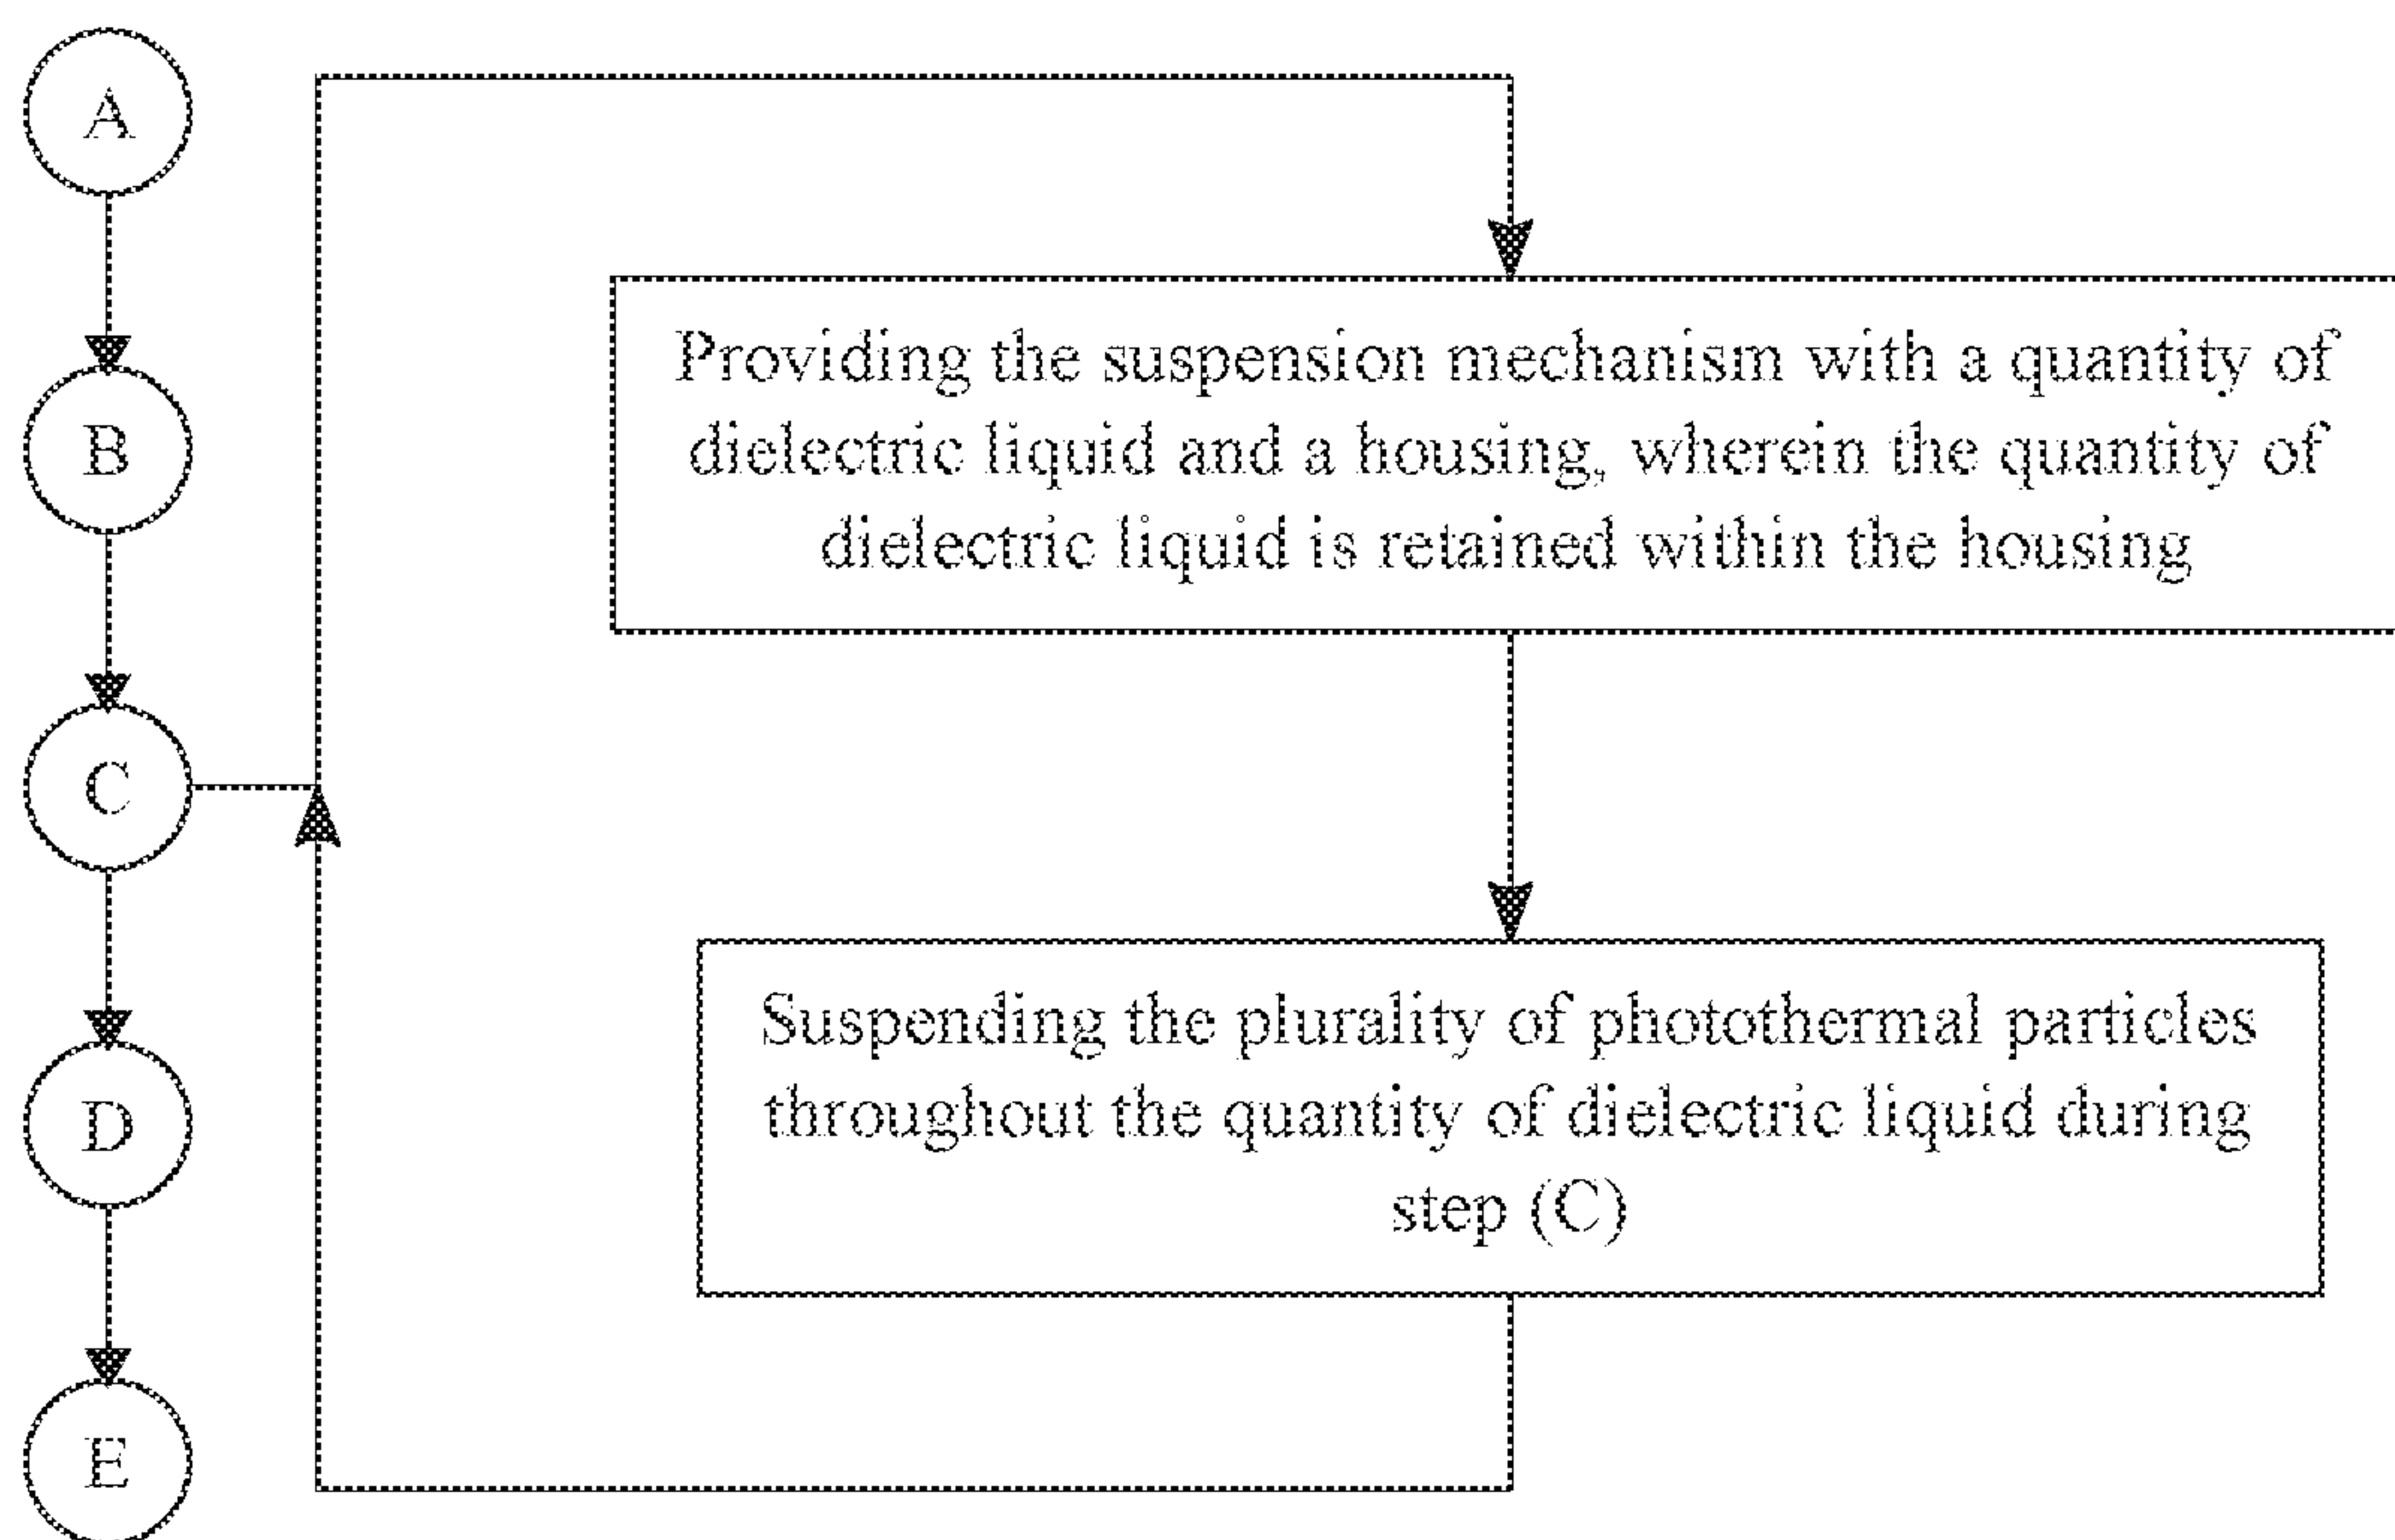 A
B
C
D
E
Providing the suspension mechanism with a quantity of
dielectric liquid and a housing, wherein the quantity of
dielectric liquid is retained within the housing
Suspending the plurality of photothermal particles
throughout the quantity of dielectric liquid during
step (C)